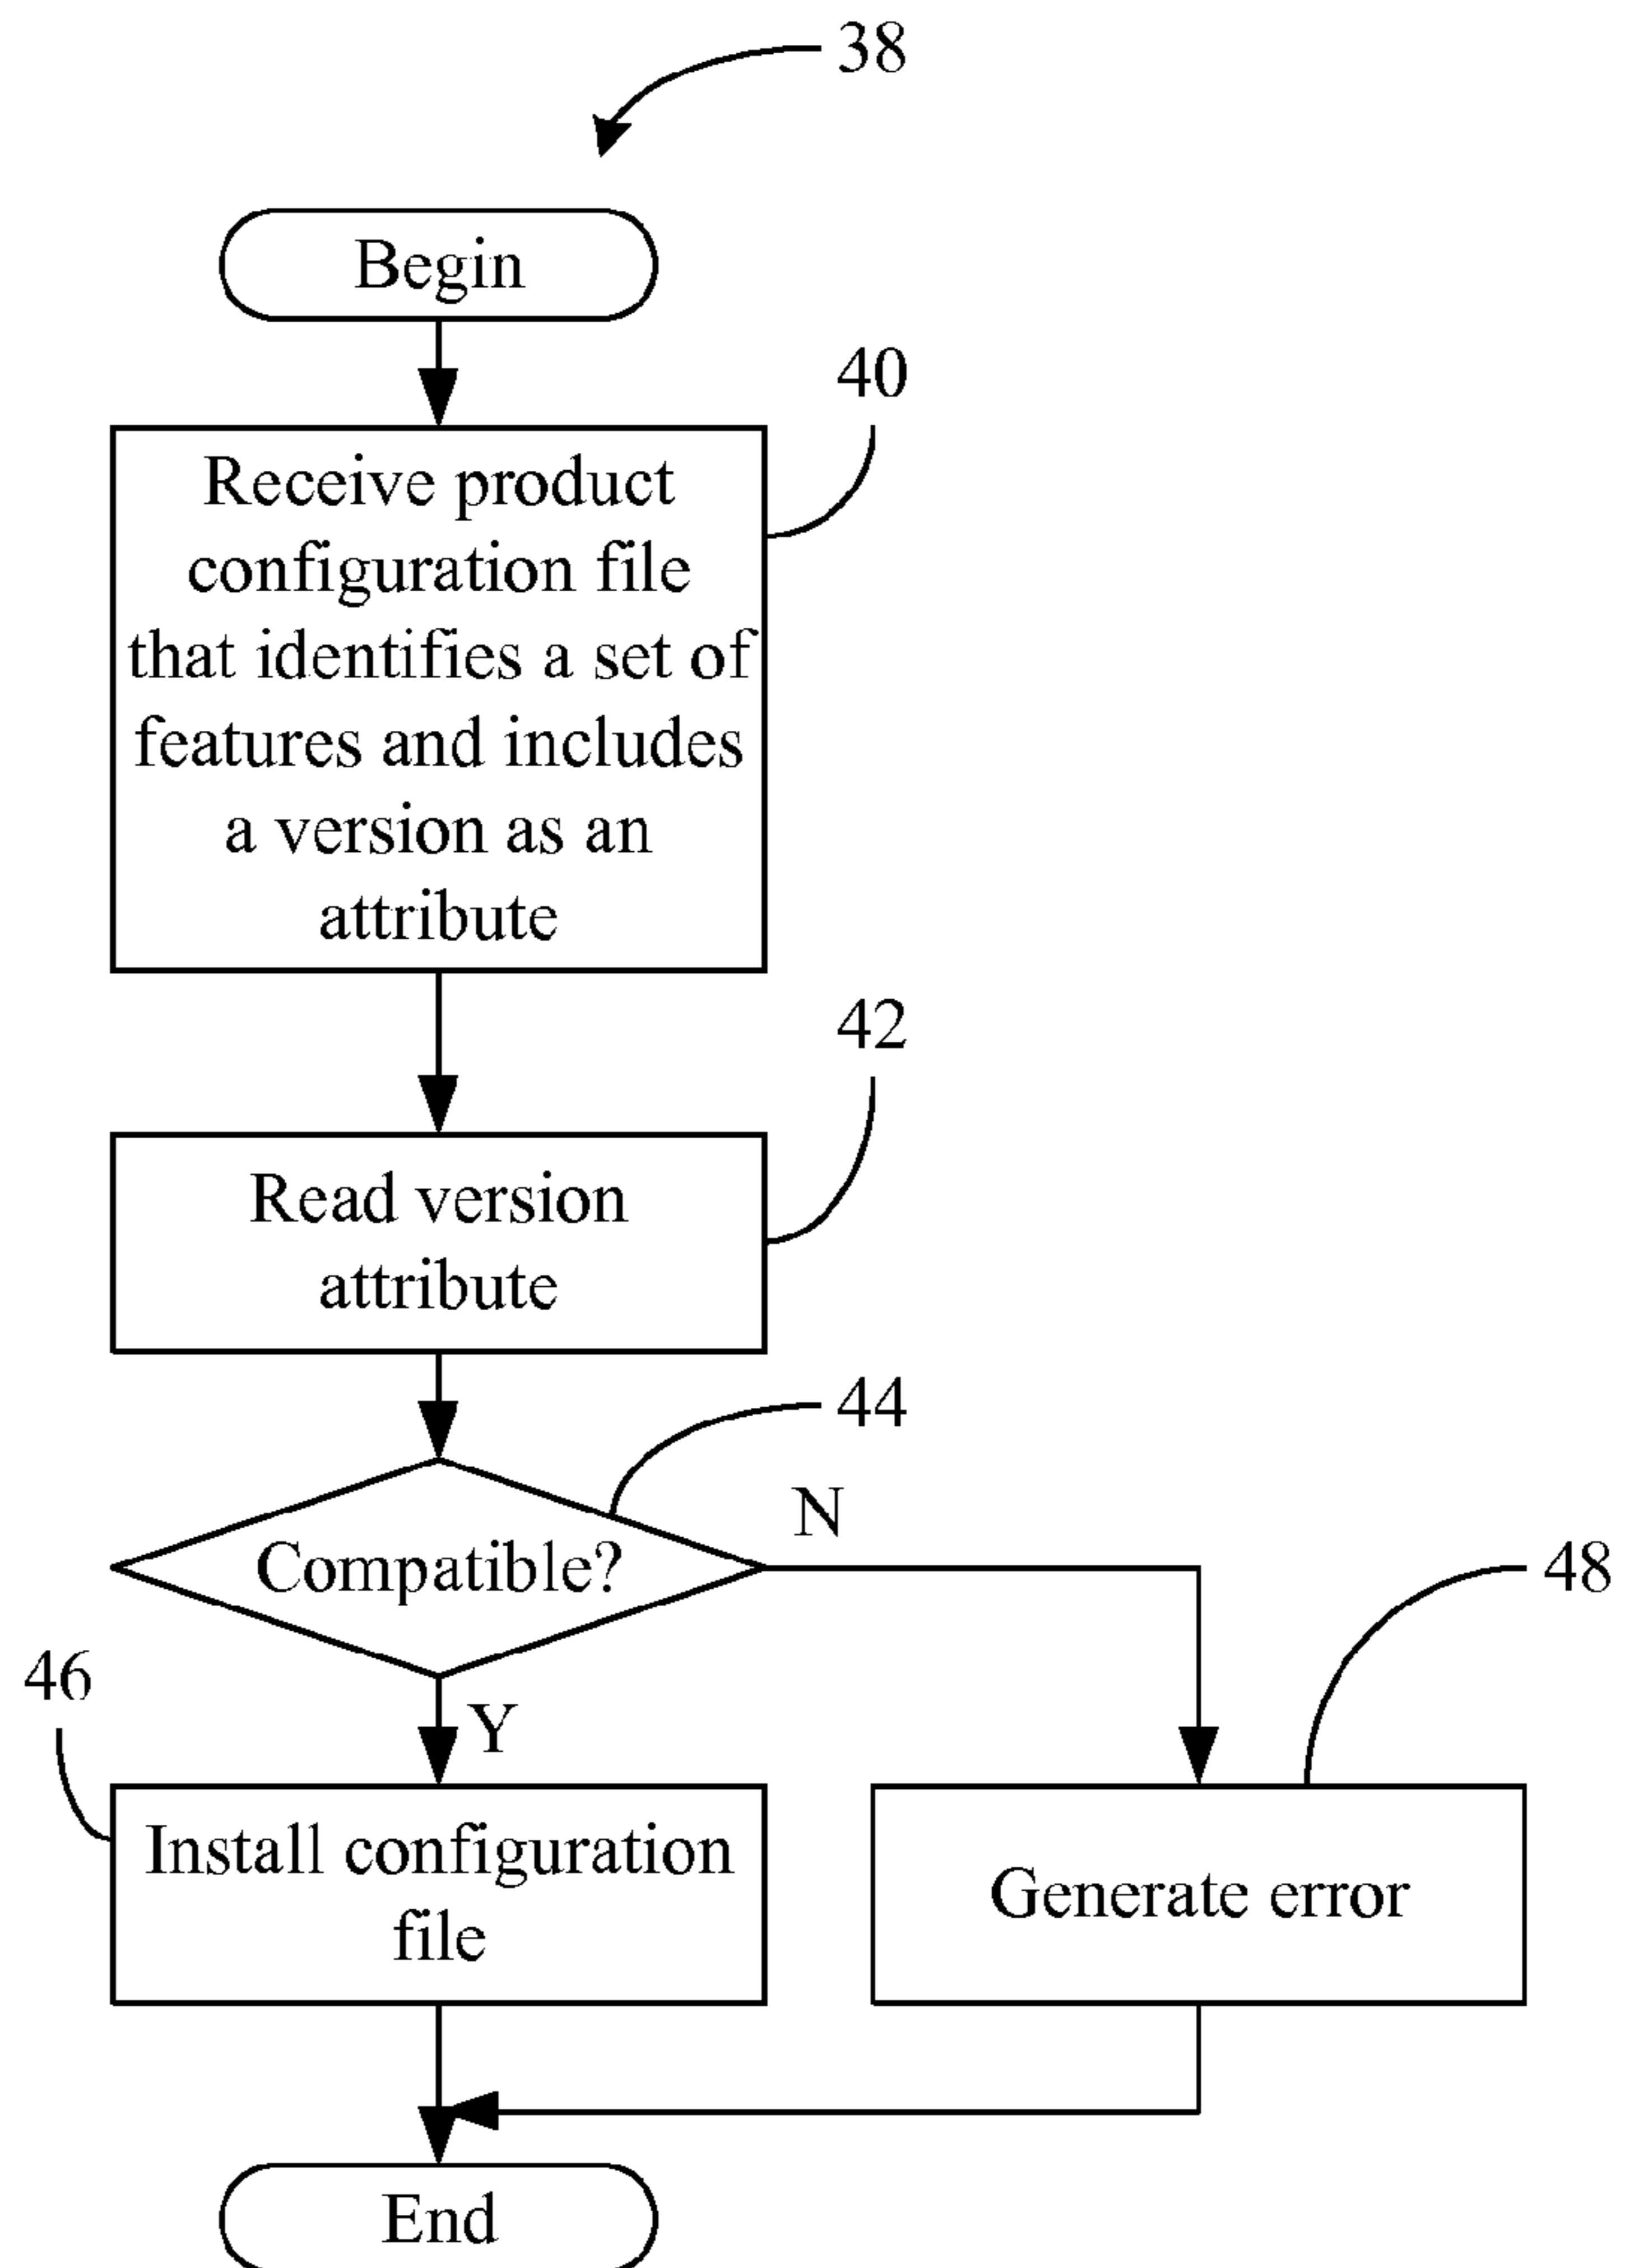 38
Begin
40
Receive product
configuration file
that identifies a set of
features and includes
a version as an
attribute
42
Read version
attribute
44
Compatible?
N
48
46
Y
Install configuration
file
Generate error
End